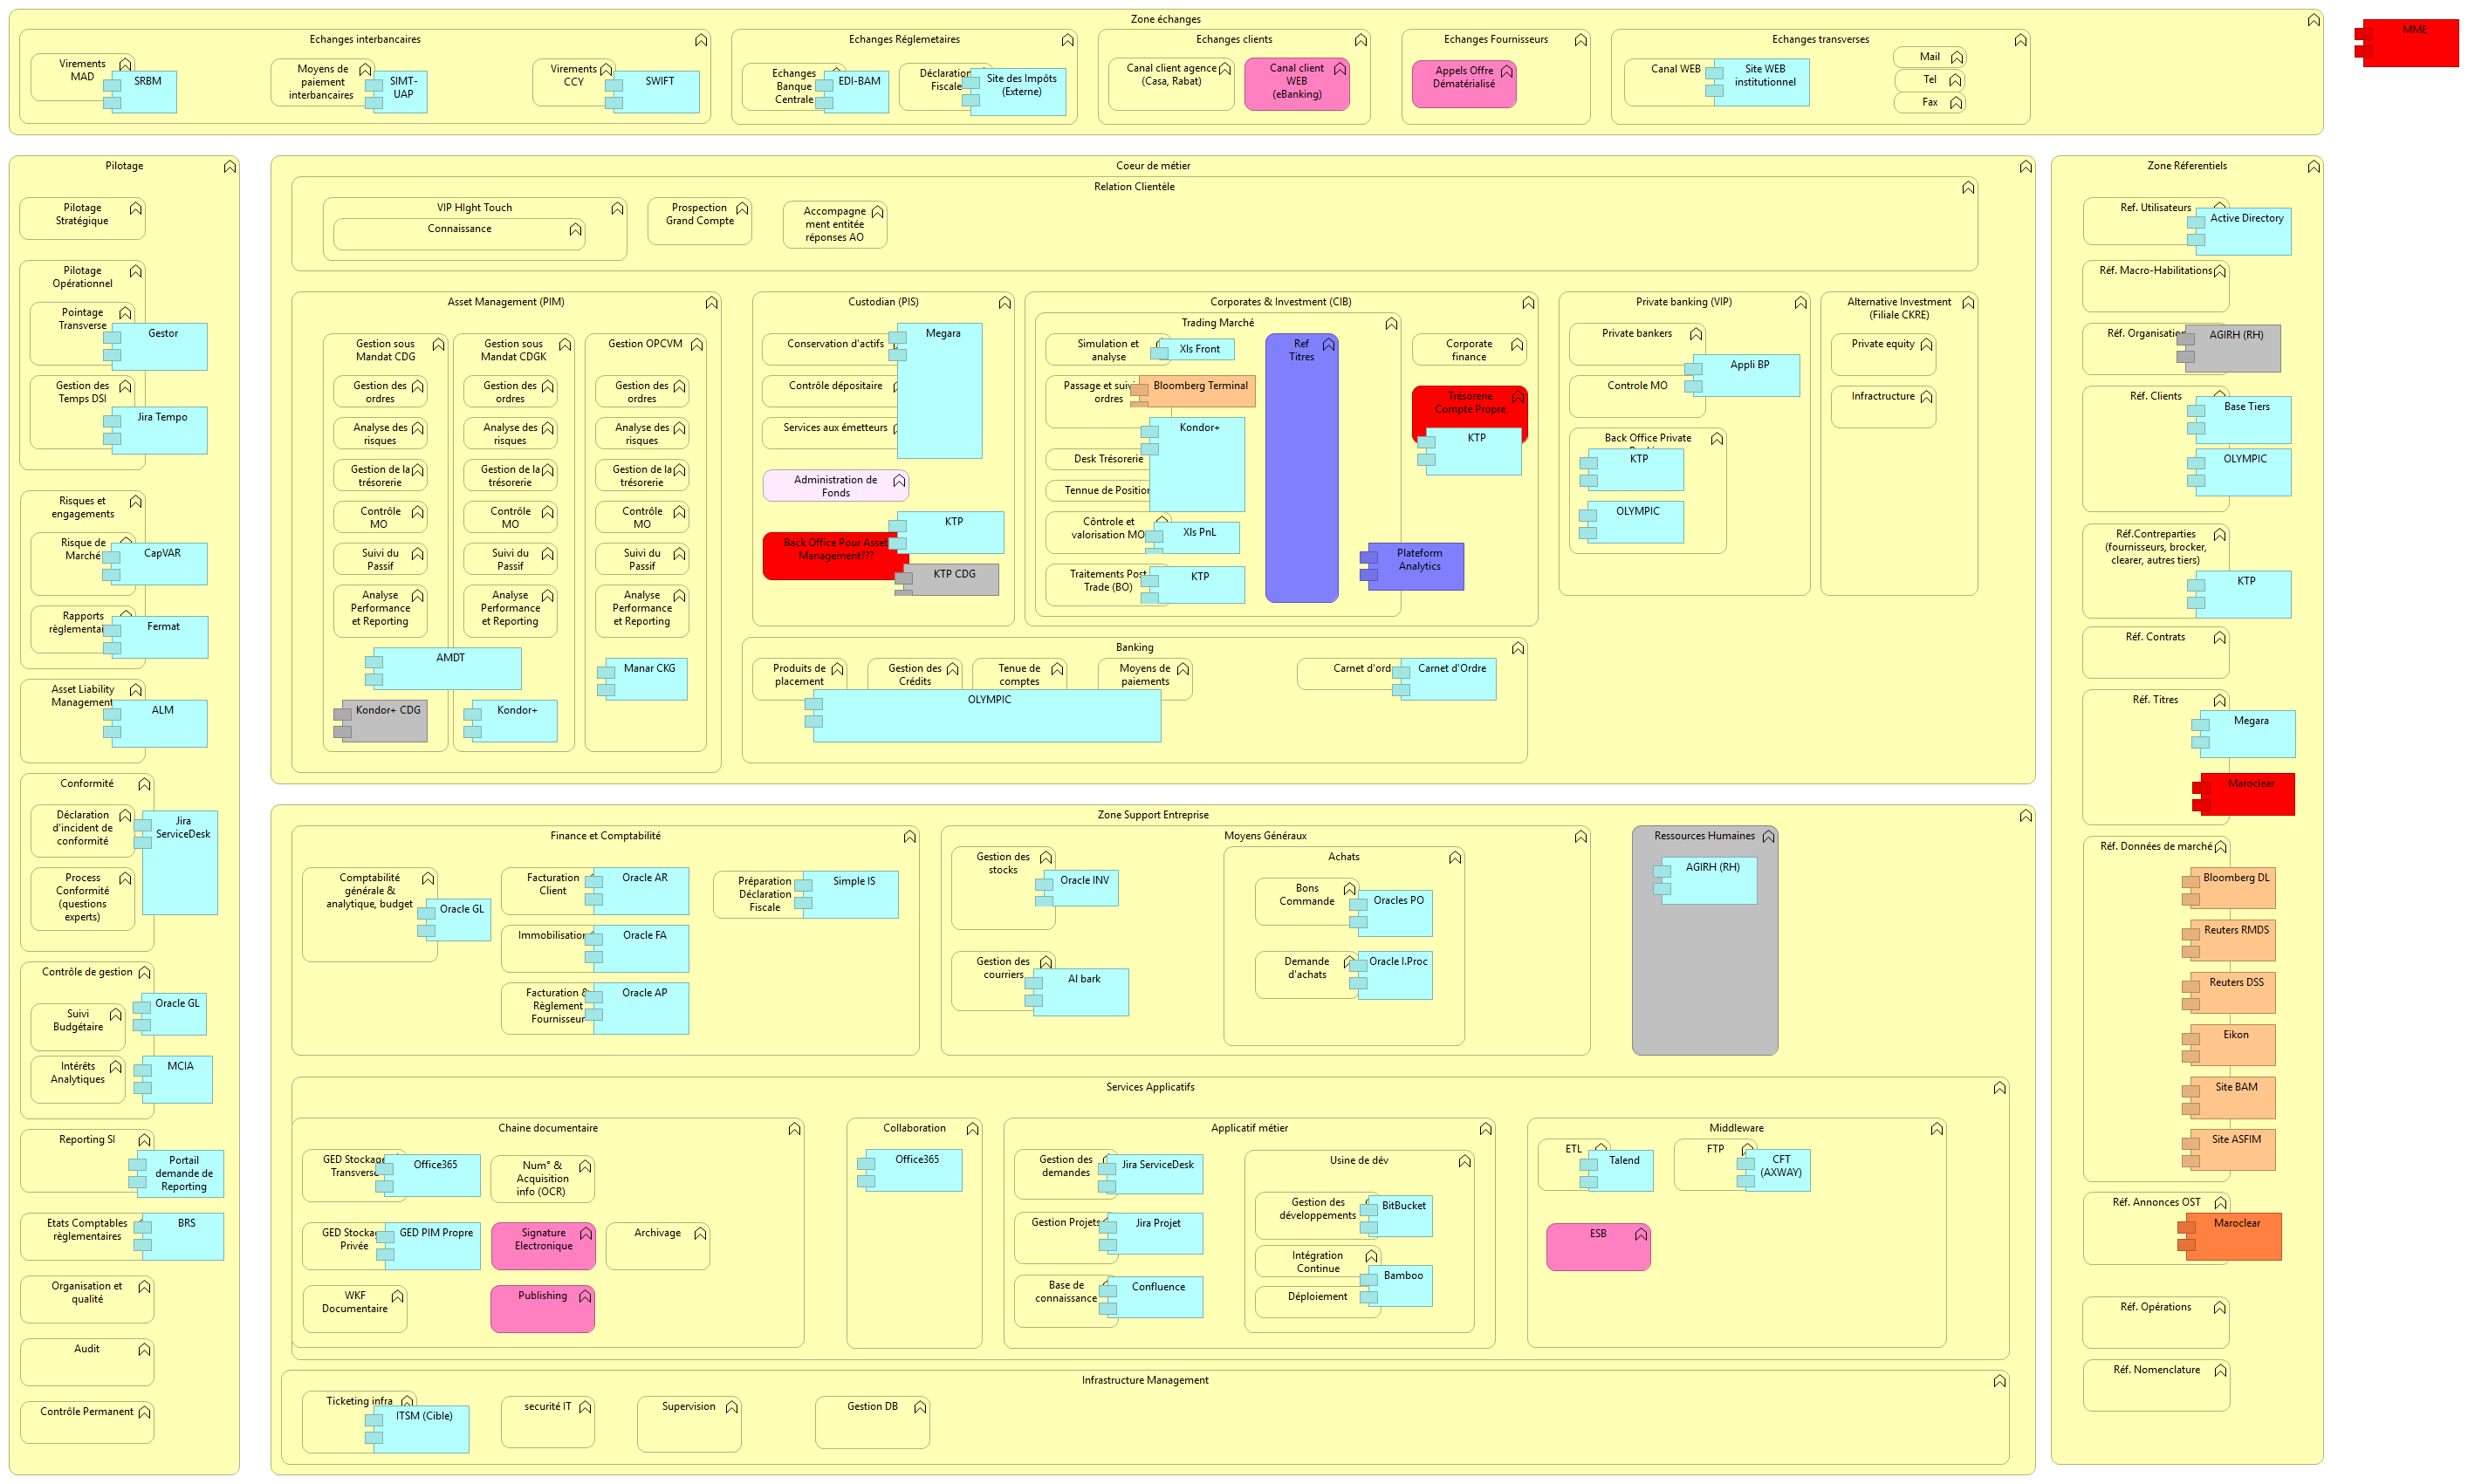 Zone échanges
Echanges interbancaires
Virements
MAD
SRBM
Moyens de
paiement
interbancaires
SIMT-
UAP
Virements
CCY
SWIFT
Echanges Réglemetaires
Echanges
Banque
Centrale
EDI-BAM
Déclaration
Fiscale
Site des Impôts
(Externe)
Echanges clients
Canal client agence
(Casa, Rabat)
Canal client
WEB
(eBanking)
Echanges Fournisseurs
Appels Offre
Dématérialisé
Echanges transverses
Canal WEB
Site WEB
institutionnel
Mail
Tel
Fax
MME
Pilotage
Pilotage
Stratégique
Pilotage
Opérationnel
Pointage
Transverse
Gestor
Gestion des
Temps DSI
Jira Tempo
Risques et
engagements
Risque de
Marché
CapVAR
Rapports
règlementai
Fermat
Asset Liability
Management
ALM
Conformité
Déclaration
d'incident de
conformité
Jira
ServiceDesk
Process
Conformité
(questions
experts)
Contrôle de gestion
Oracle GL
Suivi
Budgétaire
Intérêts
Analytiques
MCIA
Reporting SI
Portail
demande de
Reporting
Etats Comptables
règlementaires
BRS
Organisation et
qualité
Audit
Contrôle Permanent
Coeur de métier
Relation Clientèle
VIP HIght Touch
Connaissance
Prospection
Grand Compte
Accompagne
ment entitée
réponses AO
Asset Management (PIM)
Gestion sous
Mandat CDG
Gestion des
ordres
Analyse des
risques
Gestion de la
trésorerie
Contrôle
MO
Suivi du
Passif
Analyse
Performance
et Reporting
Gestion sous
Mandat CDGK
Gestion des
ordres
Analyse des
risques
Gestion de la
trésorerie
Contrôle
MO
Suivi du
Passif
Analyse
Performance
et Reporting
Gestion OPCVM
Gestion des
ordres
Analyse des
risques
Gestion de la
trésorerie
Contrôle
MO
Suivi du
Passif
Analyse
Performance
et Reporting
AMDT
Kondor+ CDG
Kondor+
Manar CKG
Custodian (PIS)
Conservation d'actifs
Contrôle dépositaire
Services aux émetteurs
Megara
Administration de
Fonds
Back Office Pour Asset
Management???
KTP
KTP CDG
Corporates & Investment (CIB)
Trading Marché
Simulation et
analyse
Xls Front
Passage et suivi
ordres
Bloomberg Terminal
Kondor+
Desk Trésorerie
Tennue de Position
Côntrole et
valorisation MO
Xls PnL
Traitements Post
Trade (BO)
KTP
Ref
Titres
Plateform
Analytics
Corporate
finance
Trésorerie
Compte Propre
KTP
Private banking (VIP)
Private bankers
Appli BP
Controle MO
Back Office Private
KTP
OLYMPIC
Alternative Investment
(Filiale CKRE)
Private equity
Infrastructure
Banking
Produits de
placement
Gestion des
Crédits
Tenue de
comptes
Moyens de
paiements
OLYMPIC
Carnet d'ord
Carnet d'Ordre
Zone Support Entreprise
Finance et Comptabilité
Comptabilité
générale &
analytique, budget
Oracle GL
Facturation
Client
Oracle AR
Immobilisation
Oracle FA
Facturation &
Règlement
Fournisseur
Oracle AP
Préparation
Déclaration
Fiscale
Simple IS
Moyens Généraux
Gestion des
stocks
Oracle INV
Gestion des
courriers
Al bark
Achats
Bons
Commande
Oracles PO
Demande
d'achats
Oracle I.Proc
Ressources Humaines
AGIRH (RH)
Services Applicatifs
Chaine documentaire
GED Stockage
Transverse
Office365
Num° &
Acquisition
info (OCR)
GED Stockag
Privée
GED PIM Propre
Signature
Electronique
Archivage
WKF
Documentaire
Publishing
Collaboration
Office365
Applicatif métier
Gestion des
demandes
Jira ServiceDesk
Gestion Projets
Jira Projet
Base de
connaissance
Confluence
Usine de dév
Gestion des
développements
BitBucket
Intégration
Continue
Bamboo
Déploiement
Middleware
ETL
Talend
FTP
CFT
(AXWAY)
ESB
Infrastructure Management
Ticketing infra
ITSM (Cible)
securité IT
Supervision
Gestion DB
Zone Réferentiels
Ref. Utilisateurs
Active Directory
Réf. Macro-Habilitations
Réf. Organisation
AGIRH (RH)
Réf. Clients
Base Tiers
OLYMPIC
Réf.Contreparties
(fournisseurs, brocker,
clearer, autres tiers)
KTP
Réf. Contrats
Réf. Titres
Megara
Maroclear
Réf. Données de marché
Bloomberg DL
Reuters RMDS
Reuters DSS
Eikon
Site BAM
Site ASFIM
Réf. Annonces OST
Maroclear
Réf. Opérations
Réf. Nomenclature